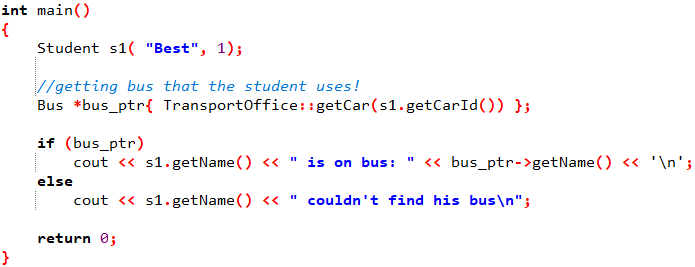 int main()
{
    Student s1( "Best", 1);

    //getting bus that the student uses!
    Bus *bus_ptr{ TransportOffice::getCar(s1.getCarId()) };

    if (bus_ptr)
        cout << s1.getName() << " is on bus: " << bus_ptr->getName() << '\n';
    else
        cout << s1.getName() << " couldn't find his bus\n";

    return 0;
}